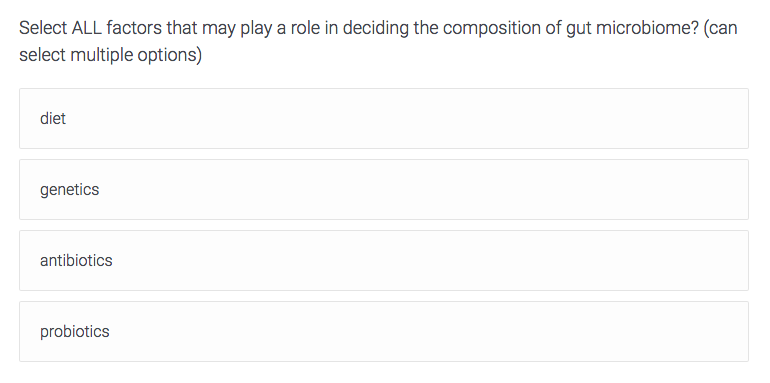 Select ALL factors that may play a role in deciding the composition of gut microbiome? (can
select multiple options)
diet
genetics
antibiotics
probiotics